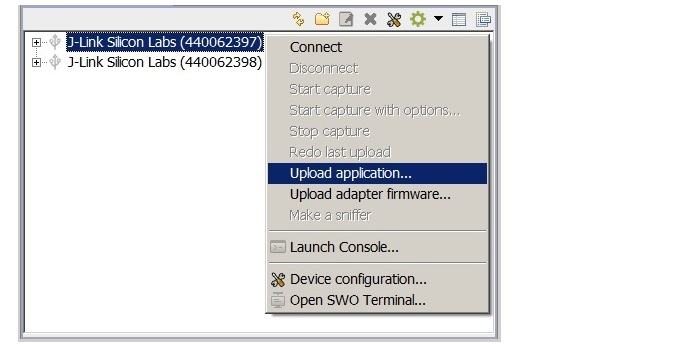 J-Link Silicon Labs (440062397)
J-Link Silicon Labs (440062398)
Connect
Disconnect
Start capture
Start capture with options...
Stop capture
Redo last upload
Upload application...
Upload adapter firmware...
Make a sniffer
Launch Console...
Device configuration...
Open SWO Terminal...